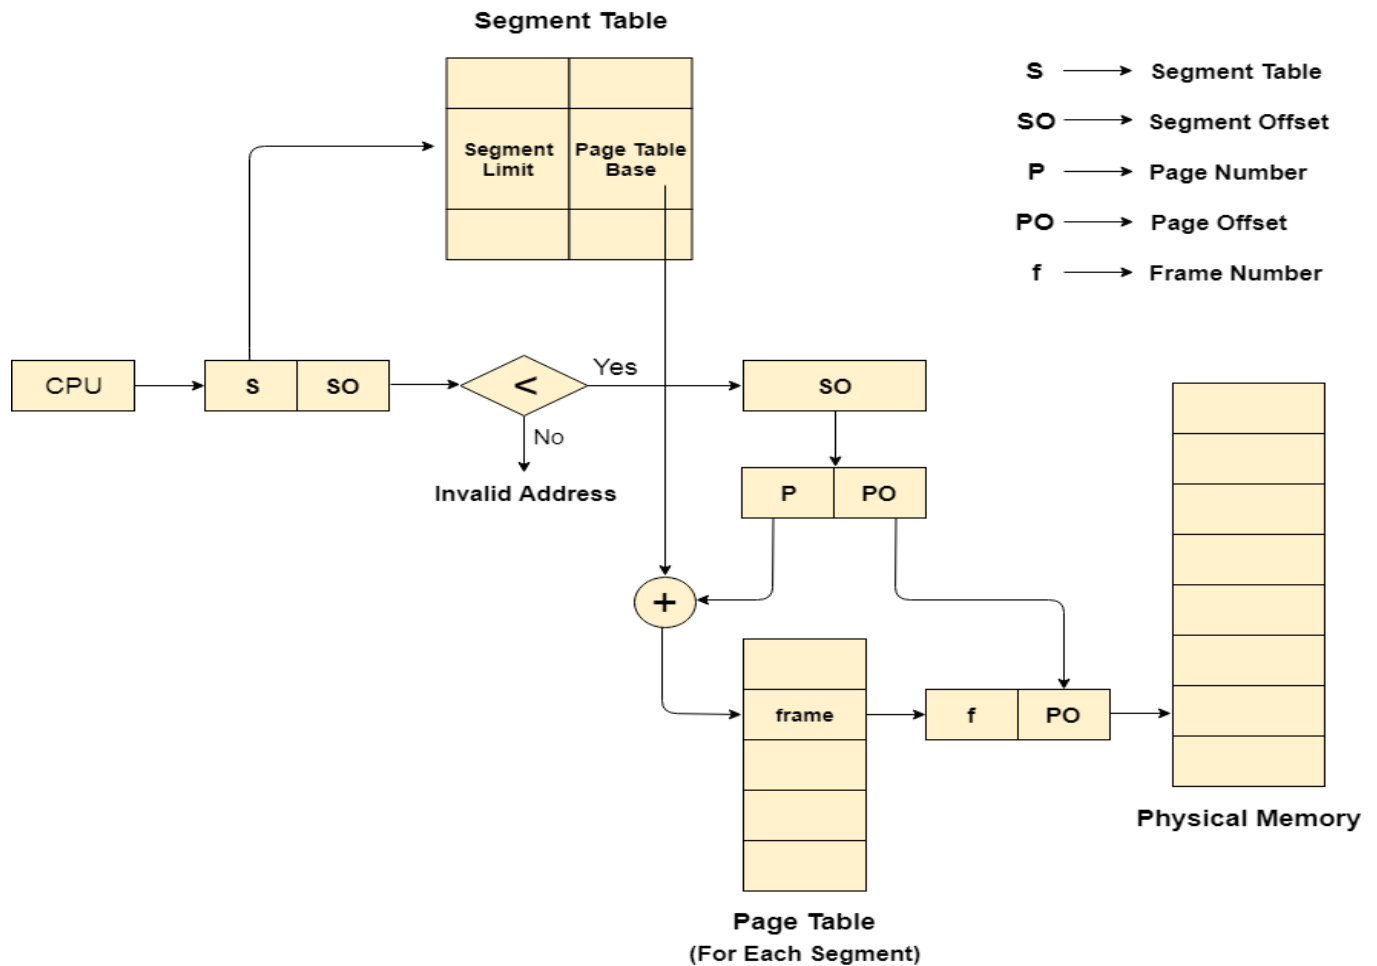 Segment Table
S
Segment Table
SO
Segment Offset
P
Page Number
PO
Page Offset
f
Frame Number
Segment
Limit
Page Table
Base
CPU
S
SO
<
Yes
No
Invalid Address
SO
P
PO
+
frame
f
PO
Physical Memory
Page Table
(For Each Segment)